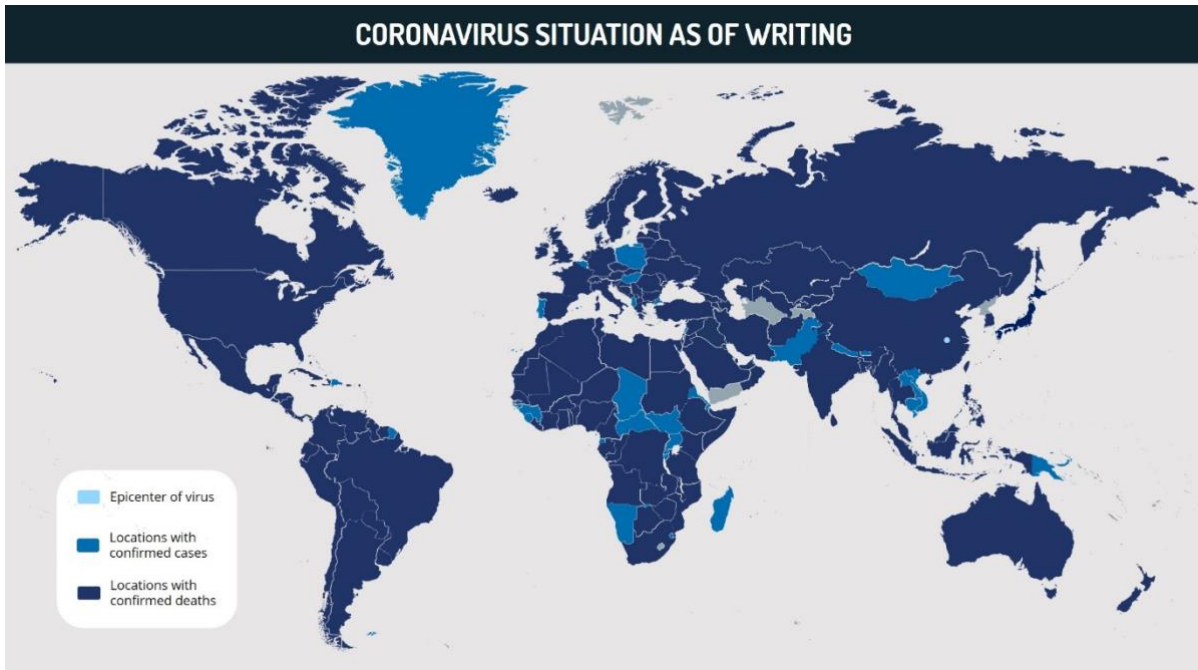 CORONAVIRUS SITUATION AS OF WRITING
Epicenter of virus
Locations with
confirmed cases
Locations with
confirmed deaths